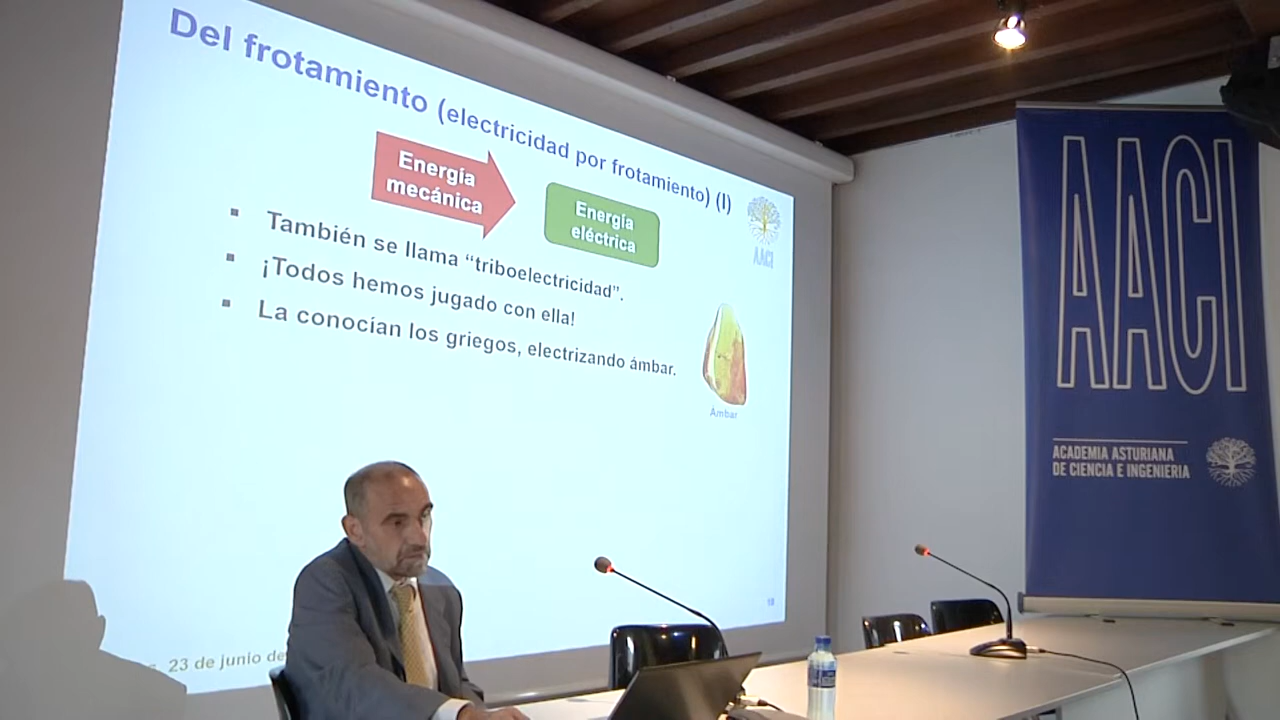 Del frotamiento (electricidad por frotamiento) (I)
Energía
mecánica
Energía
eléctrica
AACI
También se llama “triboelectricidad”.
¡Todos hemos jugado con ella!
La conocían los griegos, electrizando ámbar.
Ámbar
23 de junio de
AACI
ACADEMIA ASTURIANA
DE CIENCIA E INGENIERIA